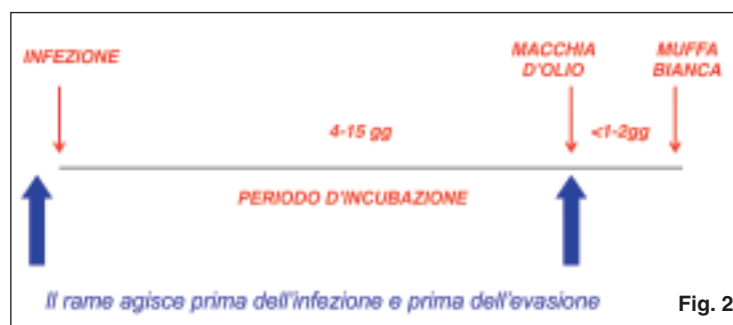 INFEZIONE
MACCHIA
D'OLIO
MUFFA
BIANCA
4-15 gg
<1-2gg
PERIODO D'INCUBAZIONE
Il rame agisce prima dell'infezione e prima dell'evasione
Fig. 2